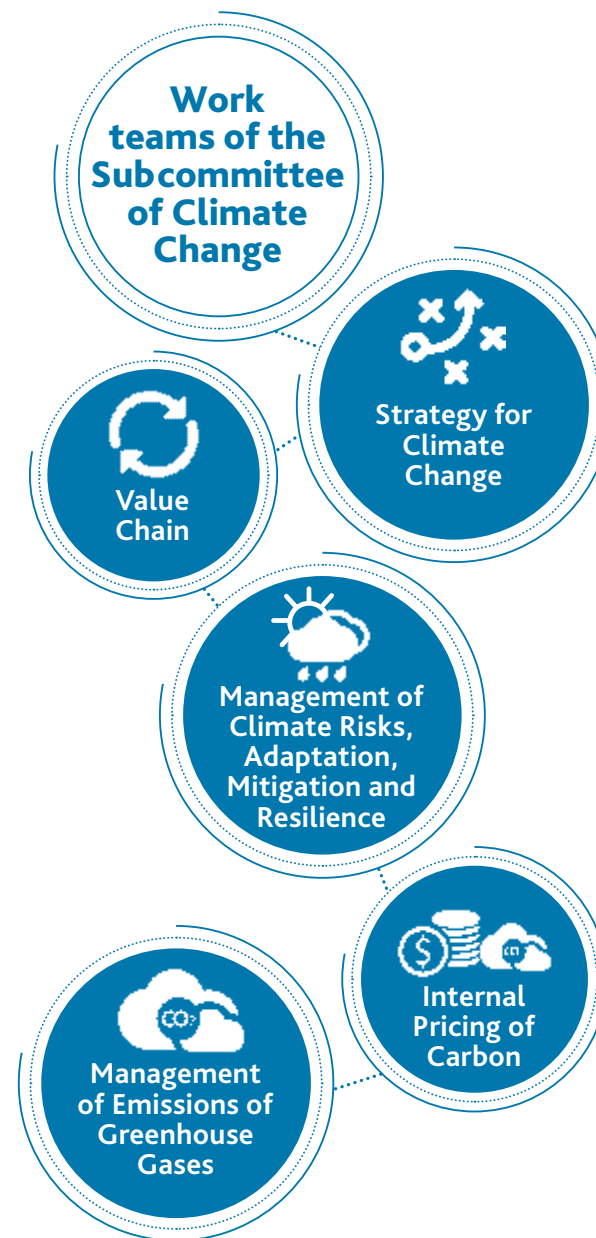 Work
teams of the
Subcommittee
of Climate
Change
Strategy for
Climate
Change
Value
Chain
Management of
Climate Risks,
Adaptation,
Mitigation and
Resilience
$
Internal
Pricing of
Carbon
CO₂
Management
of Emissions of
Greenhouse
Gases